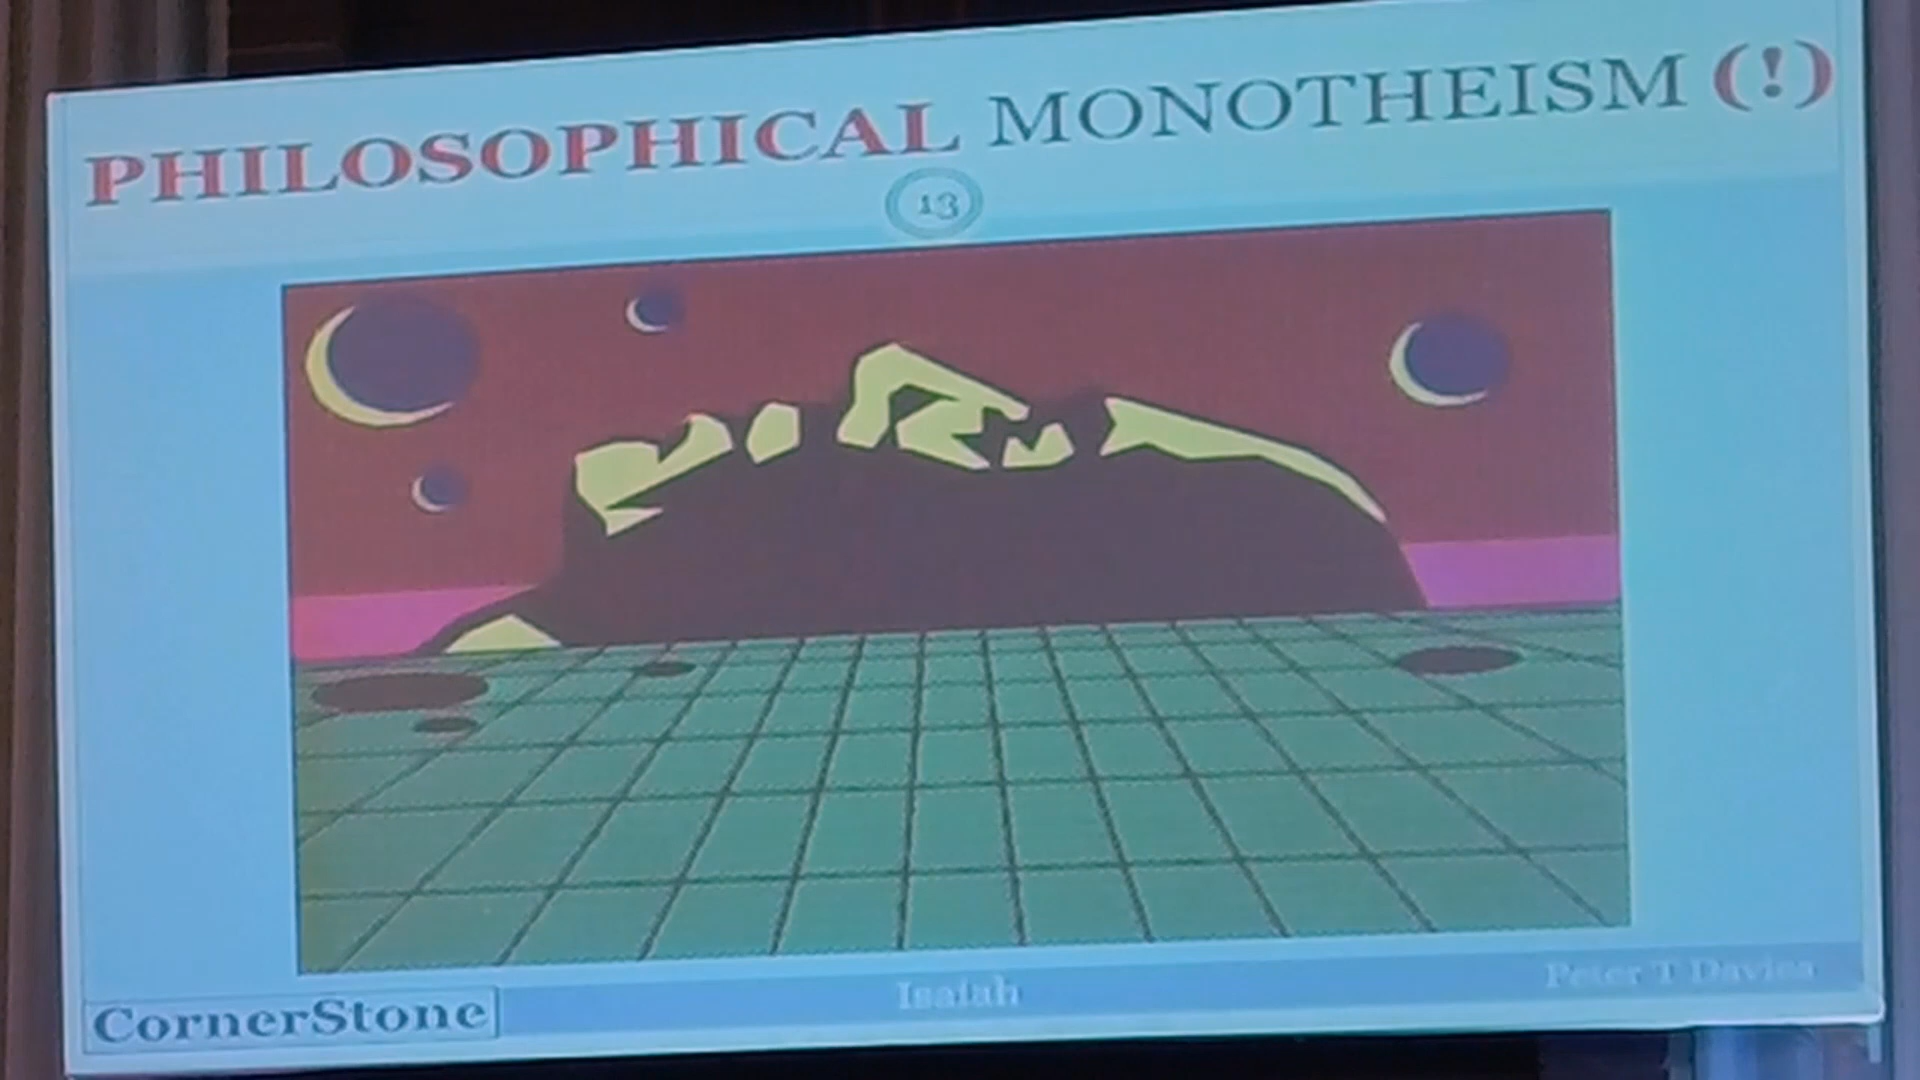 PHILOSOPHICAL MONOTHEISM (!)
13
CornerStone
Isaiah
Peter T Davies